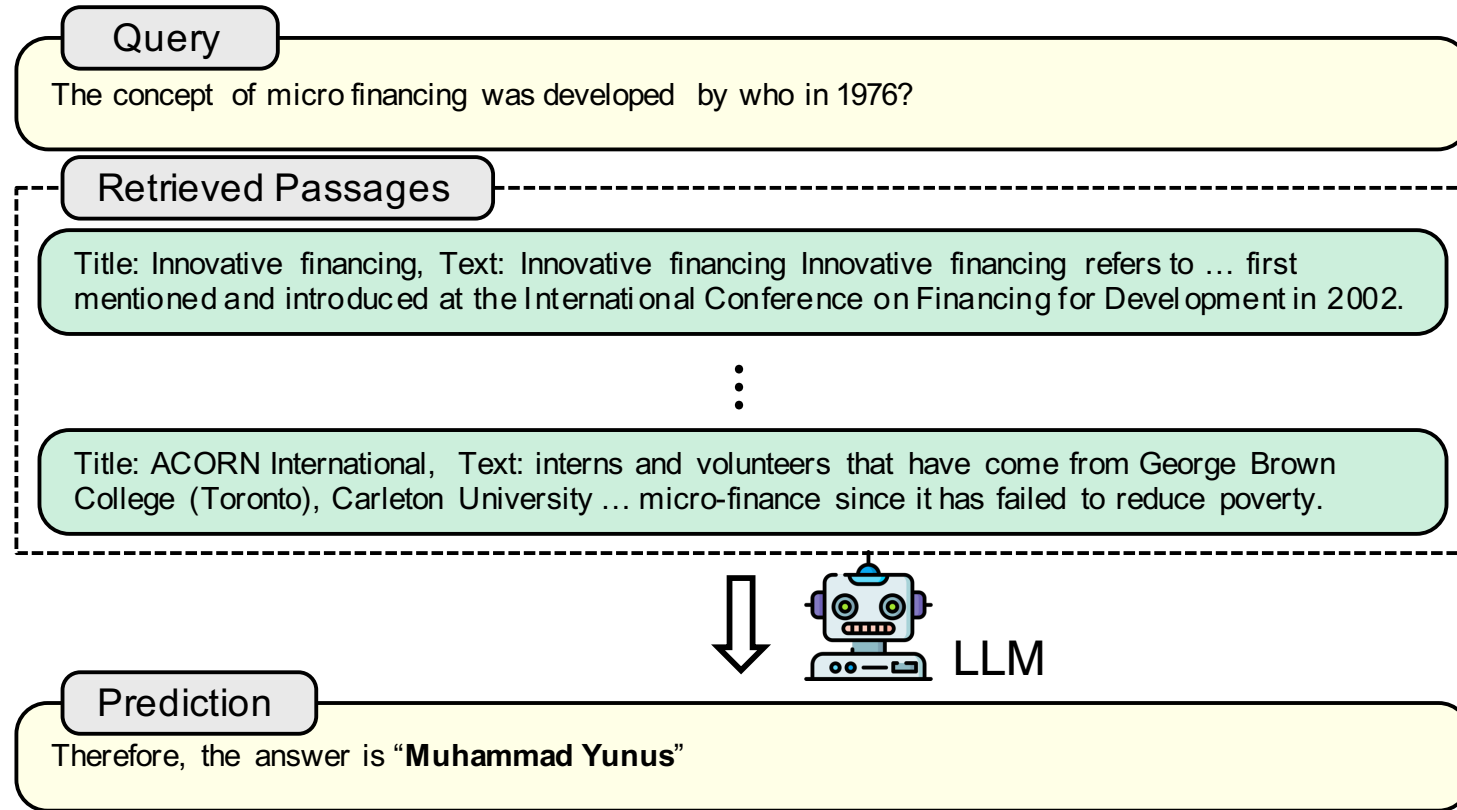 Query
The concept of micro financing was developed by who in 1976?
Retrieved Passages
Title: Innovative financing, Text: Innovative financing Innovative financing refers to … first
mentioned and introduced at the International Conference on Financing for Development in 2002.
Title: ACORN International, Text: interns and volunteers that have come from George Brown
College (Toronto), Carleton University … micro-finance since it has failed to reduce poverty.
LLM
Prediction
Therefore, the answer is “Muhammad Yunus”